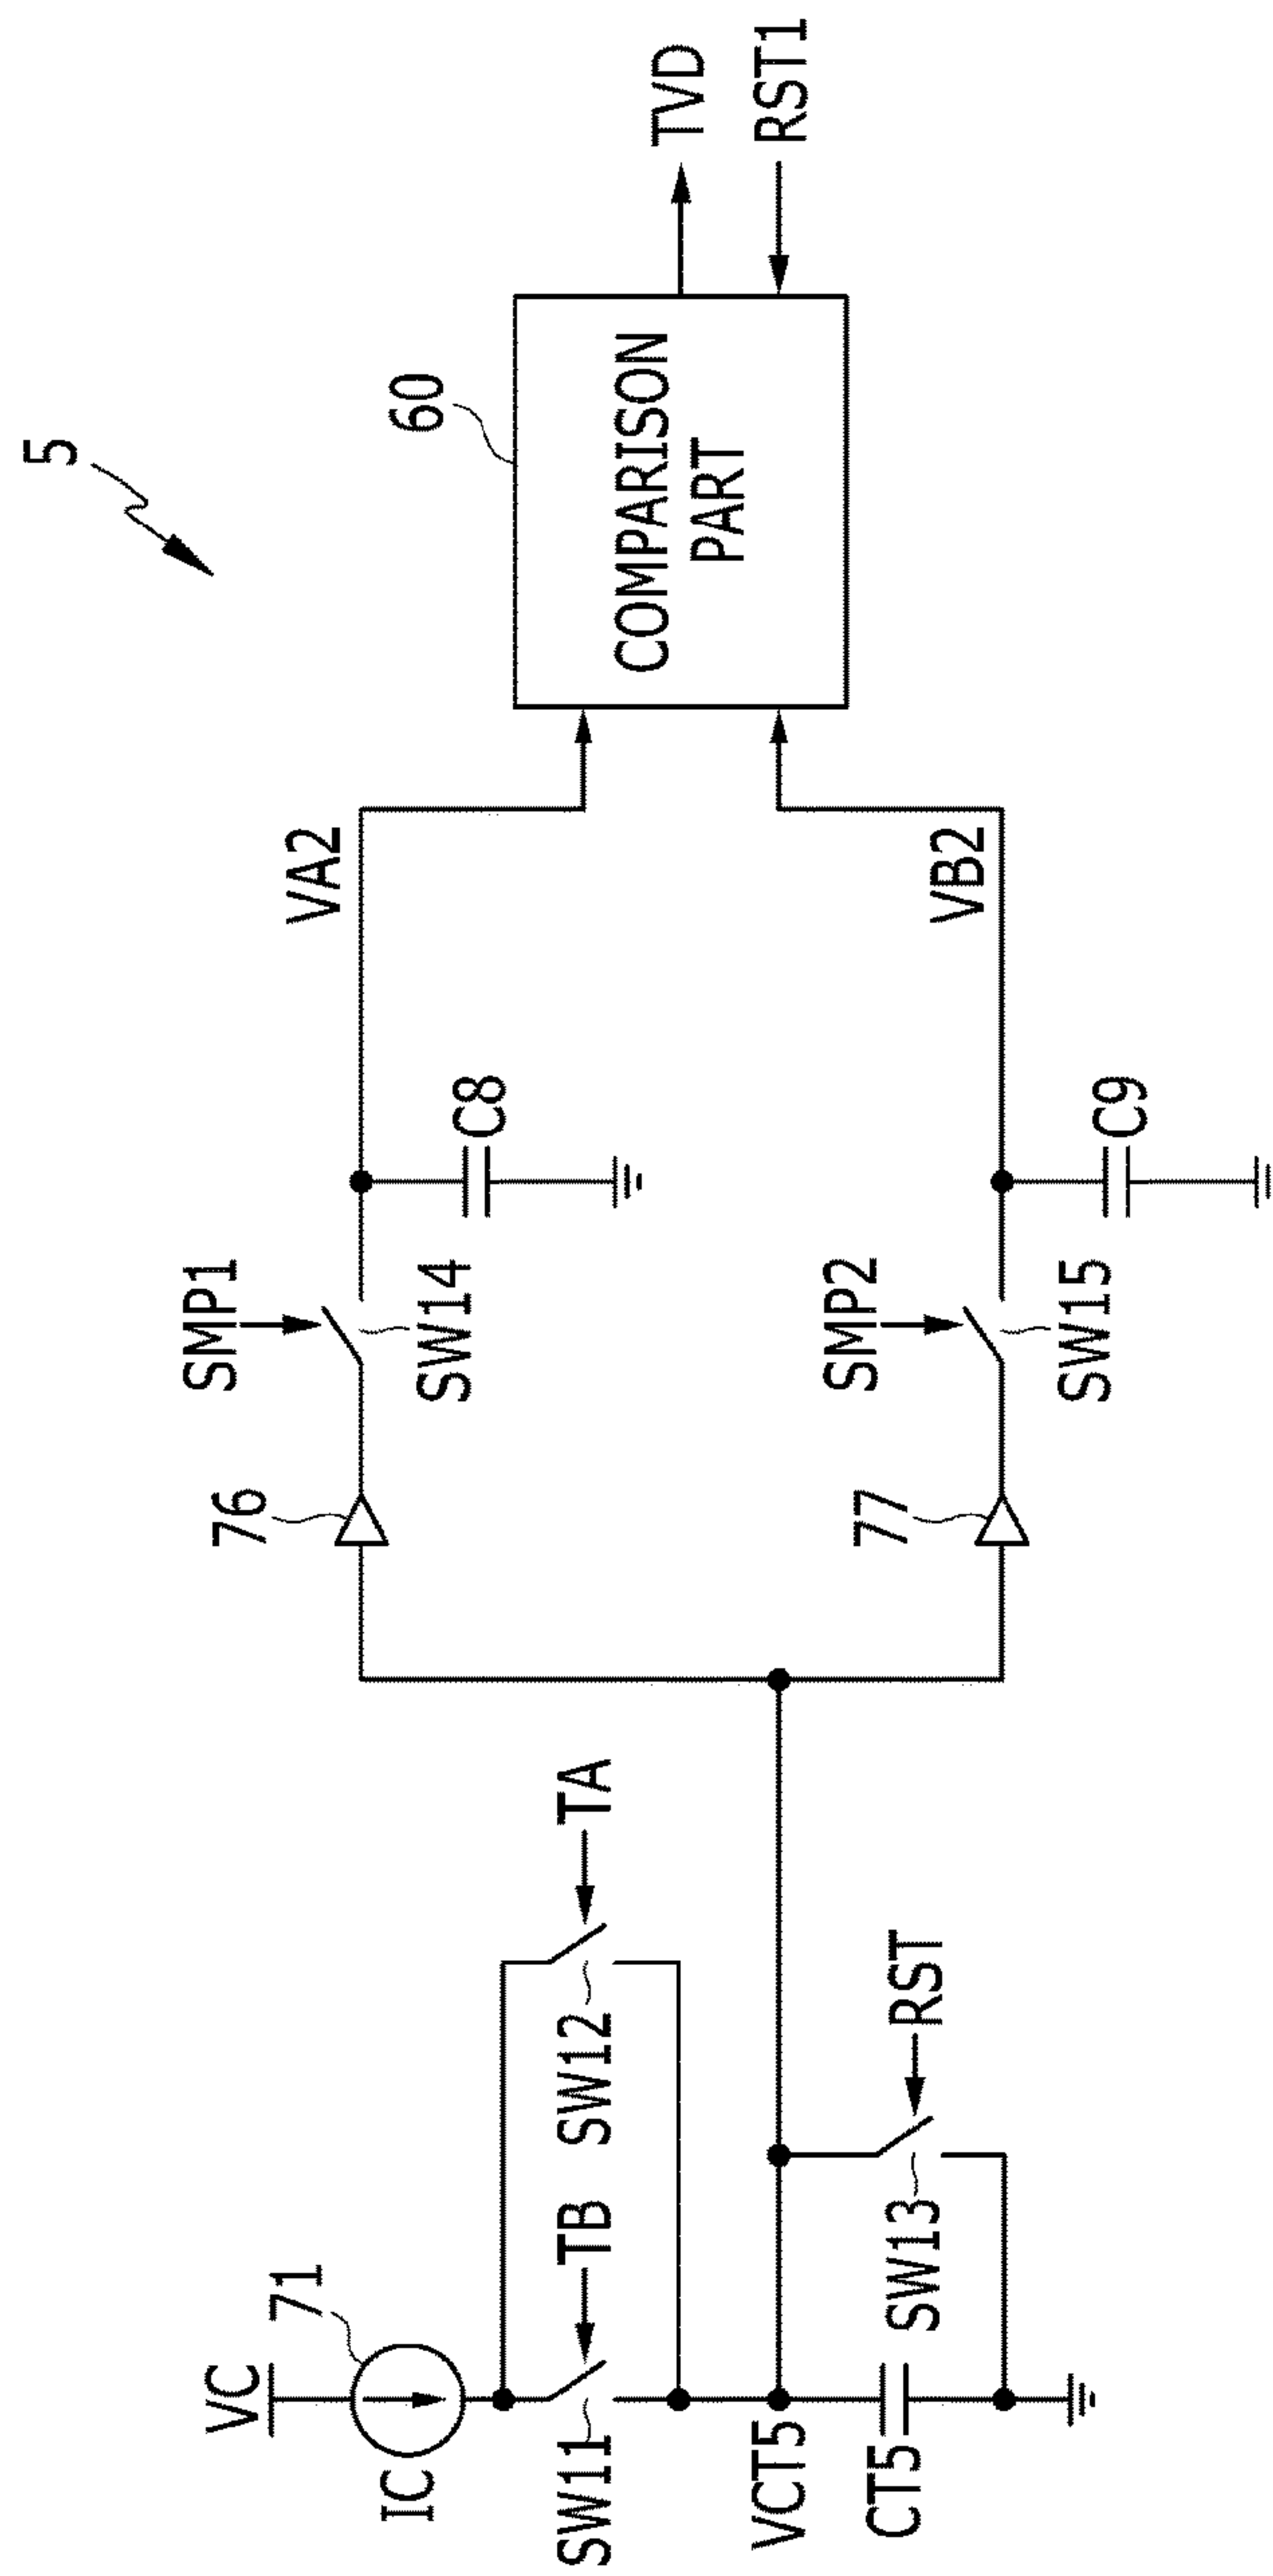 5
VC
71
IC
TB
SW11
TA
SW12
VCT5
CT5
RST
SW13
76
SMP1
SW14
C8
VA2
77
SMP2
SW15
C9
VB2
60
COMPARISON
PART
TVD
RST1